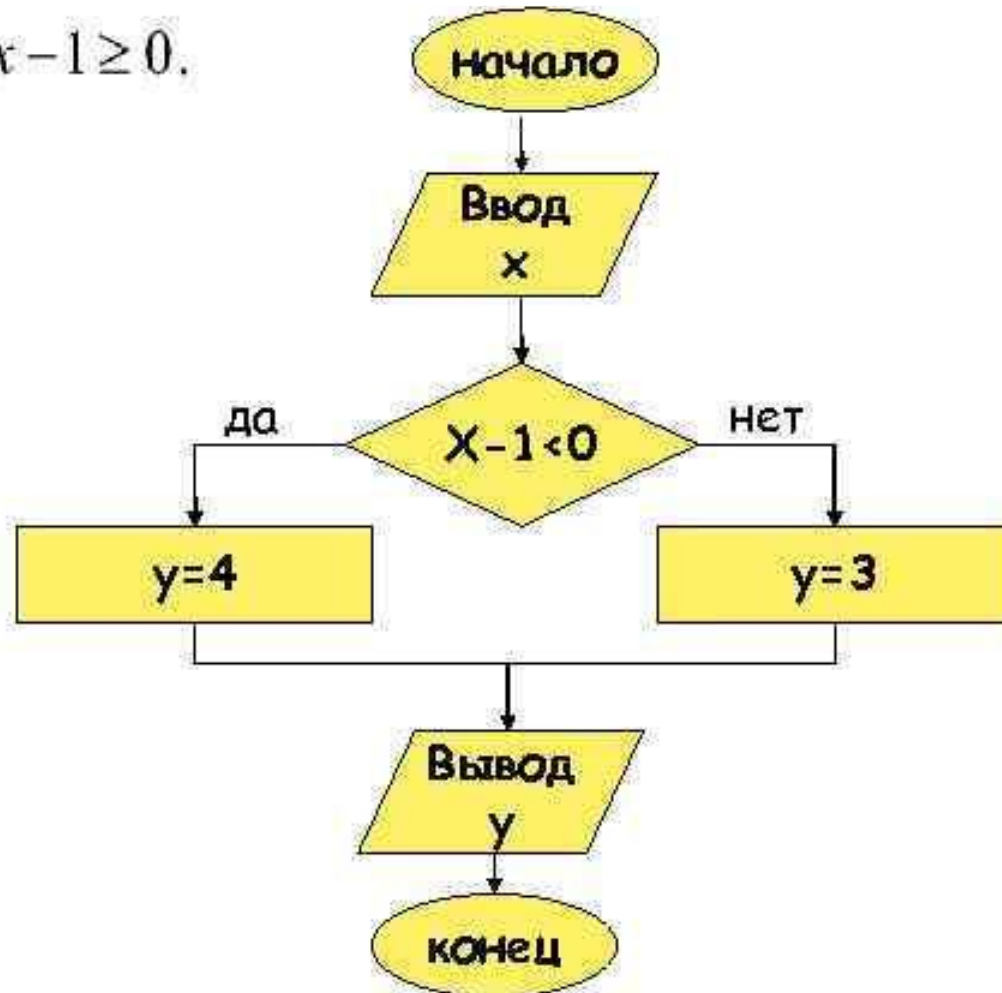 x-1≥0.
начало
Ввод
x
да
X-1<0
нет
y=4
y=3
Вывод
y
конец